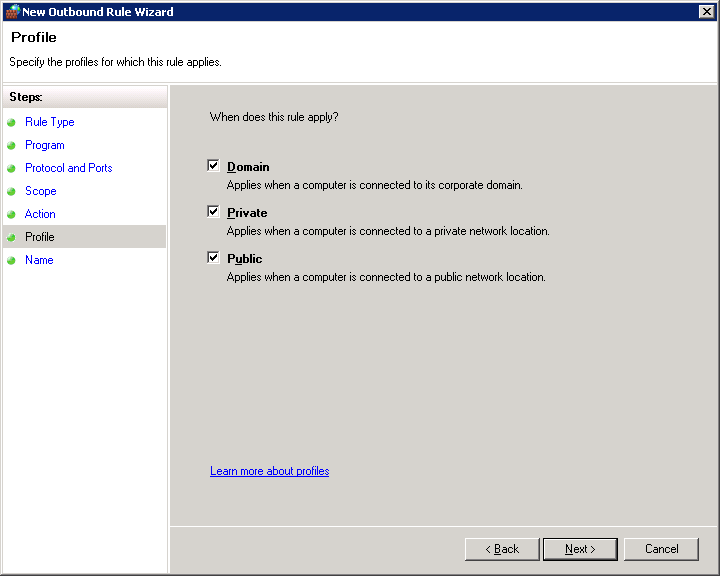 New Outbound Rule Wizard
Profile
Specify the profiles for which this rule applies.
Steps:
Rule Type
Program
Protocol and Ports
Scope
Action
Profile
Name
When does this rule apply?
Domain
Applies when a computer is connected to its corporate domain.
Private
Applies when a computer is connected to a private network location.
Public
Applies when a computer is connected to a public network location.
Learn more about profiles
< Back
Next >
Cancel